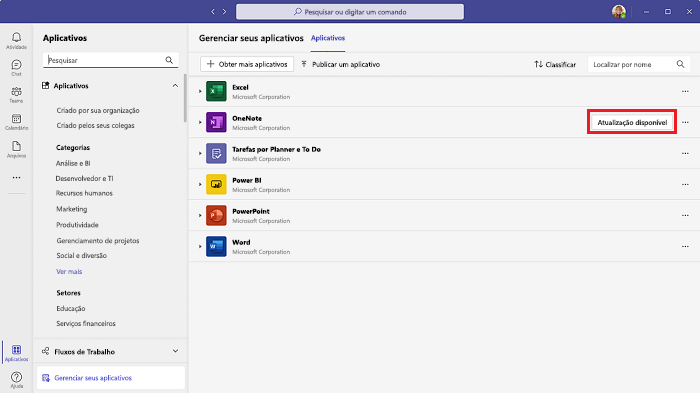 Pesquisar ou digitar um comando
Atividade
Chat
Teams
Calendário
Arquivos
Aplicativos
Ajuda
Aplicativos
Pesquisar
Aplicativos
Criado por sua organização
Criado pelos seus colegas
Categorias
Análise e BI
Desenvolvedor e TI
Recursos humanos
Marketing
Produtividade
Gerenciamento de projetos
Social e diversão
Ver mais
Setores
Educação
Serviços financeiros
Fluxos de Trabalho
Gerenciar seus aplicativos
Gerenciar seus aplicativos Aplicativos
Obter mais aplicativos Publicar um aplicativo Classificar Localizar por nome
Excel
Microsoft Corporation
OneNote
Microsoft Corporation
Atualização disponível
Tarefas por Planner e To Do
Microsoft Corporation
Power BI
Microsoft Corporation
PowerPoint
Microsoft Corporation
Word
Microsoft Corporation